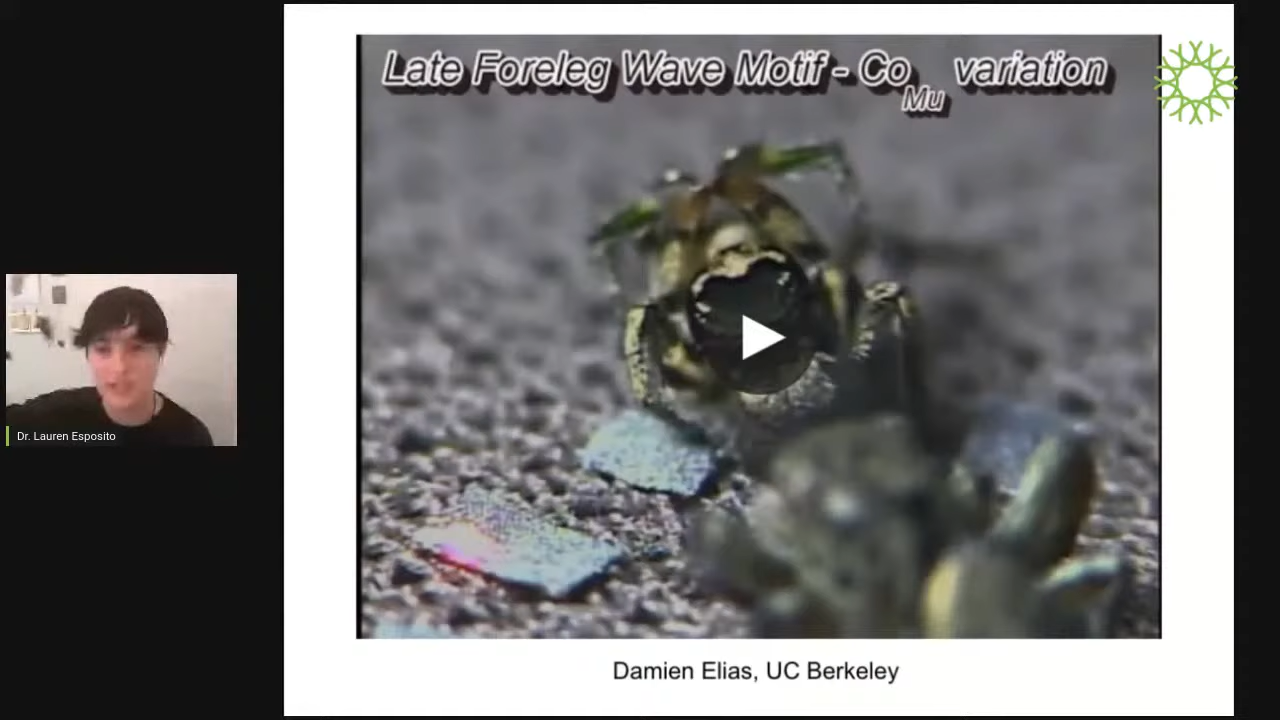 Late Foreleg Wave Motif - Co Mu variation
Dr. Lauren Esposito
Damien Elias, UC Berkeley